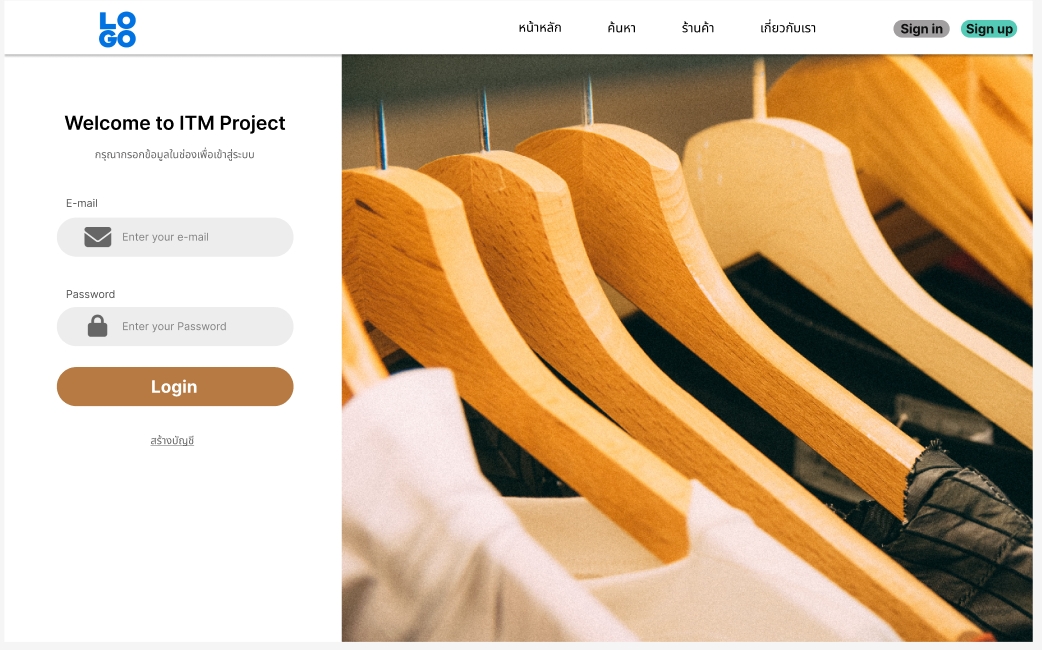 LO
GO
หน้าหลัก ค้นหา ร้านค้า เกี่ยวกับเรา Sign in Sign up
Welcome to ITM Project
กรุณากรอกข้อมูลในช่องเพื่อเข้าสู่ระบบ
E-mail
Enter your e-mail
Password
Enter your Password
Login
สร้างบัญชี